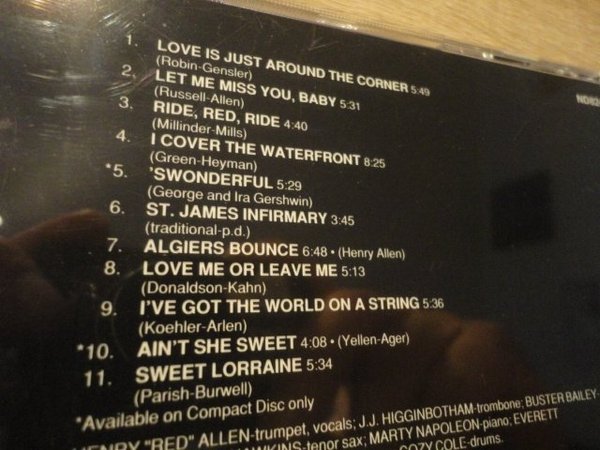 1. LOVE IS JUST AROUND THE CORNER 5:49
(Robin-Gensler)
2. LET ME MISS YOU, BABY 5:31
(Russell-Allen)
3. RIDE, RED, RIDE 4:40
(Millinder-Mills)
4. I COVER THE WATERFRONT 8:25
(Green-Heyman)
*5. 'SWONDERFUL 5:29
(George and Ira Gershwin)
6. ST. JAMES INFIRMARY 3:45
(traditional-p.d.)
7. ALGIERS BOUNCE 6:48 • (Henry Allen)
8. LOVE ME OR LEAVE ME 5:13
(Donaldson-Kahn)
9. I'VE GOT THE WORLD ON A STRING 5:36
(Koehler-Arlen)
*10. AIN'T SHE SWEET 4:08 • (Yellen-Ager)
11. SWEET LORRAINE 5:34
(Parish-Burwell)
*Available on Compact Disc only
HENRY "RED" ALLEN-trumpet, vocals; J.J. HIGGINBOTHAM-trombone; BUSTER BAILEY-
HAWKINS-tenor sax; MARTY NAPOLEON-piano; EVERETT
COZY COLE-drums.